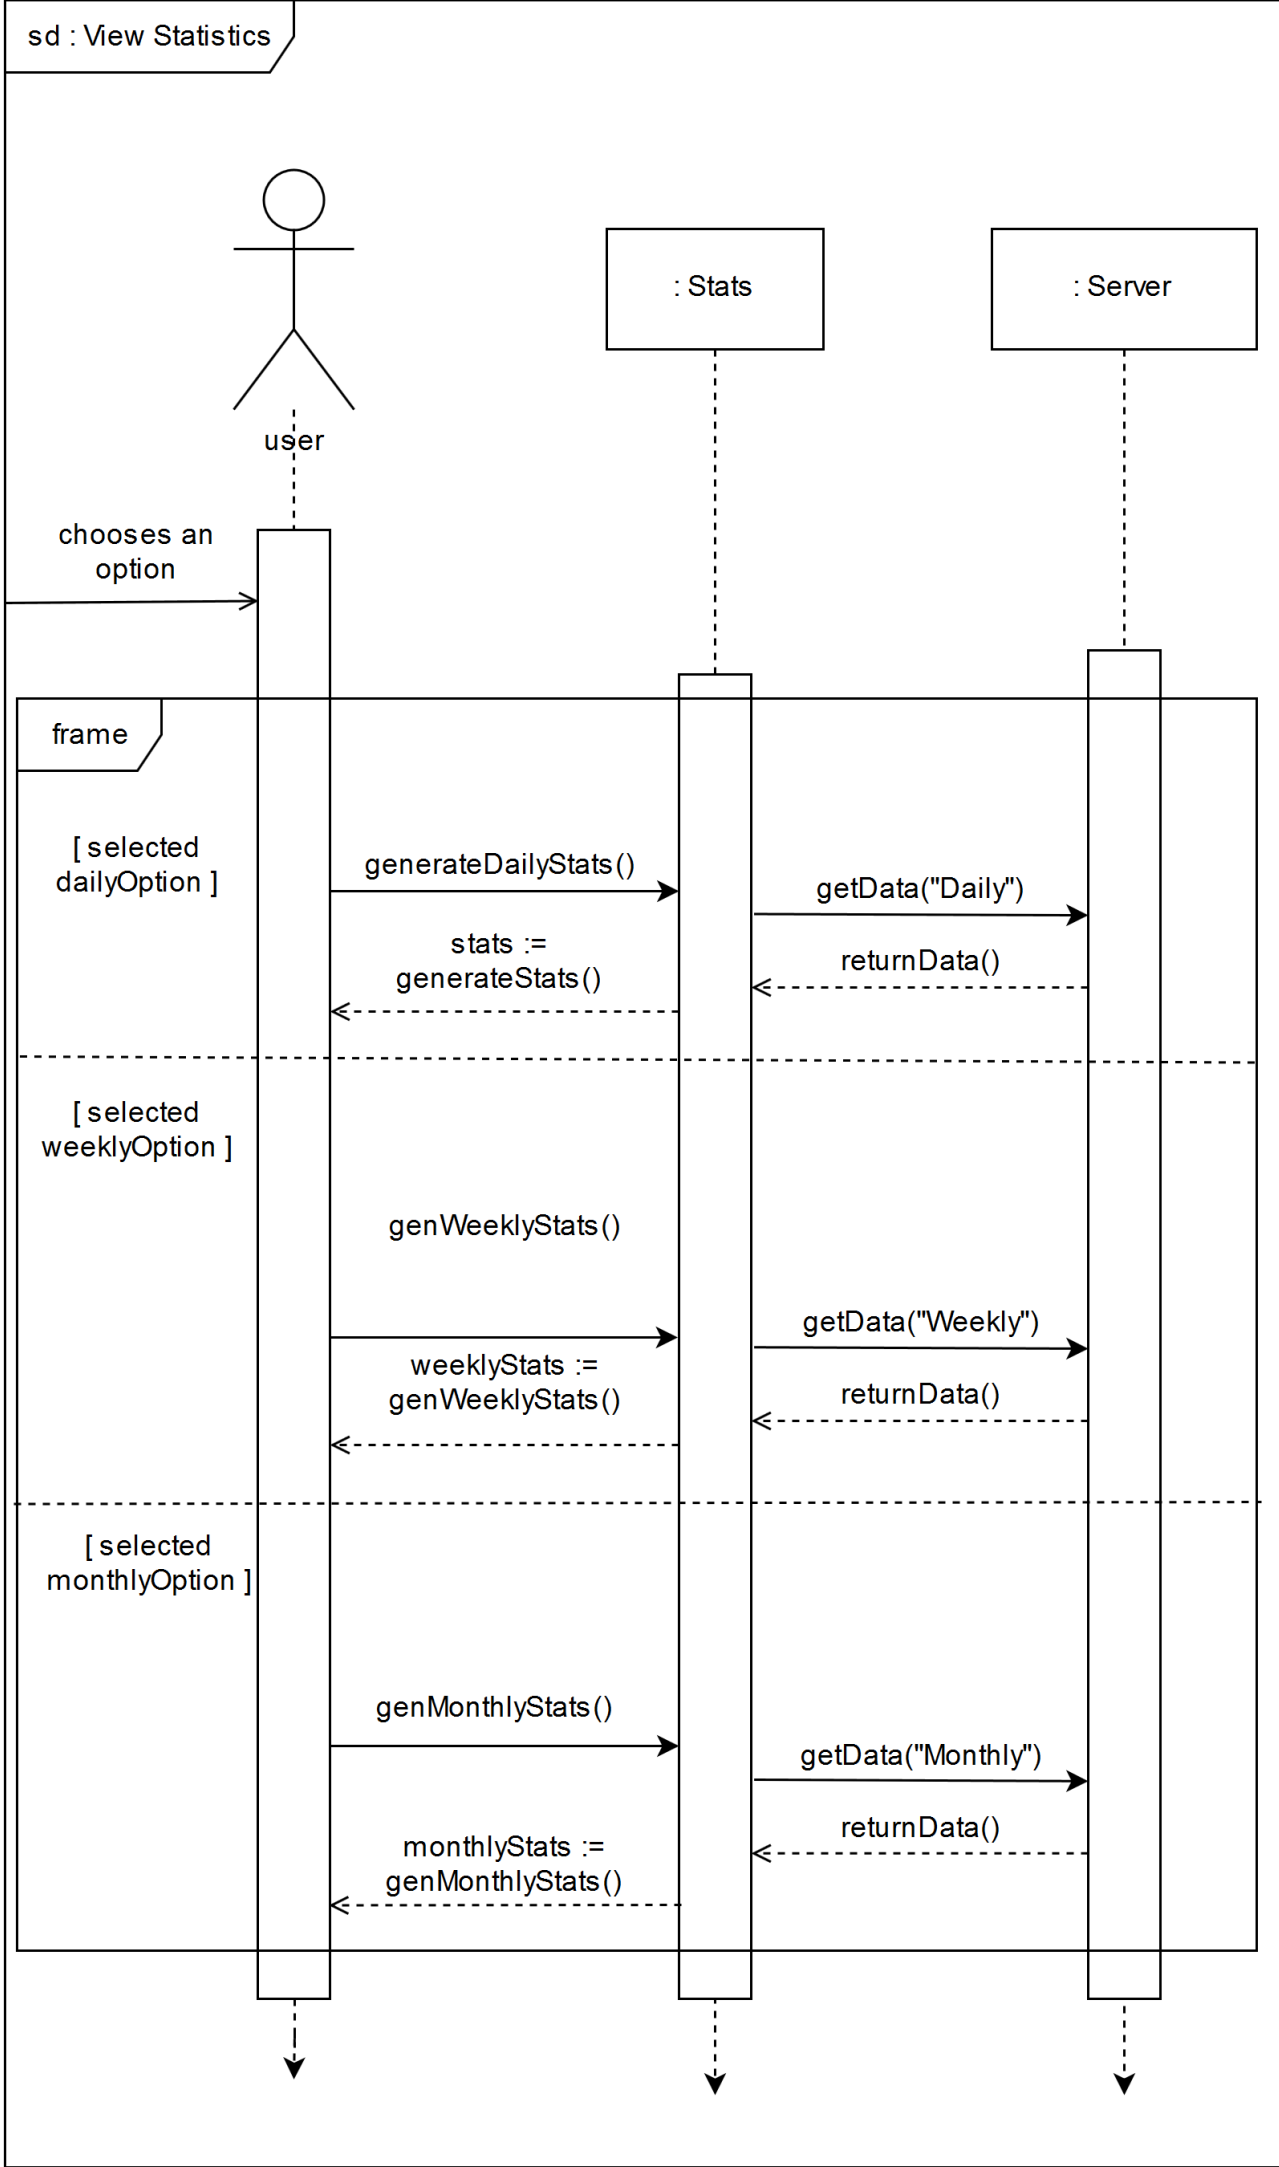 sd : View Statistics
: Stats
: Server
user
chooses an
option
frame
[ selected
dailyOption ]
generateDailyStats()
getData("Daily")
stats :=
generateStats()
returnData()
[ selected
weeklyOption ]
genWeeklyStats()
getData("Weekly")
weeklyStats :=
genWeeklyStats()
returnData()
[ selected
monthlyOption ]
genMonthlyStats()
getData("Monthly")
returnData()
monthlyStats :=
genMonthlyStats()